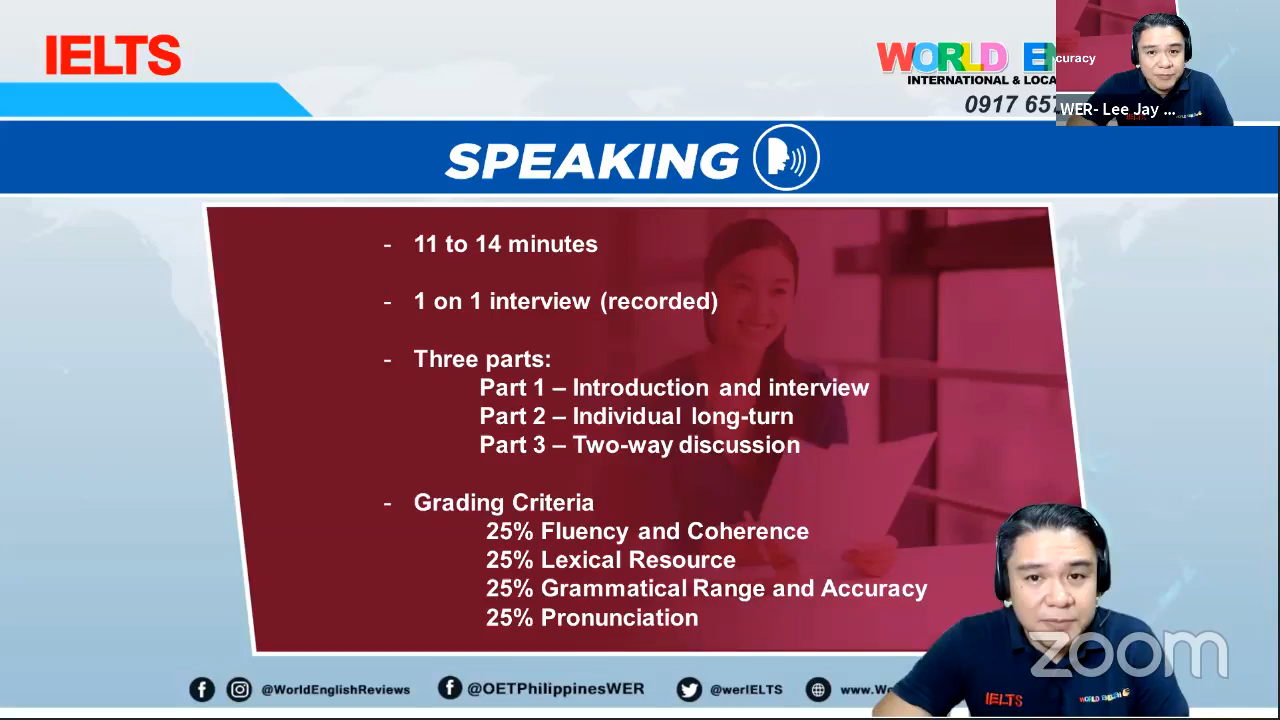 IELTS
WORLD
INTERNATIONAL & LOCA
0917 657
curacy
WER- Lee Jay ...
SPEAKING
- 11 to 14 minutes
- 1 on 1 interview (recorded)
- Three parts:
Part 1 – Introduction and interview
Part 2 – Individual long-turn
Part 3 – Two-way discussion
- Grading Criteria
25% Fluency and Coherence
25% Lexical Resource
25% Grammatical Range and Accuracy
25% Pronunciation
zoom
IELTS
WORLD ENGLISH
@WorldEnglishReviews
@OETPhilippinesWER
@werIELTS
www.